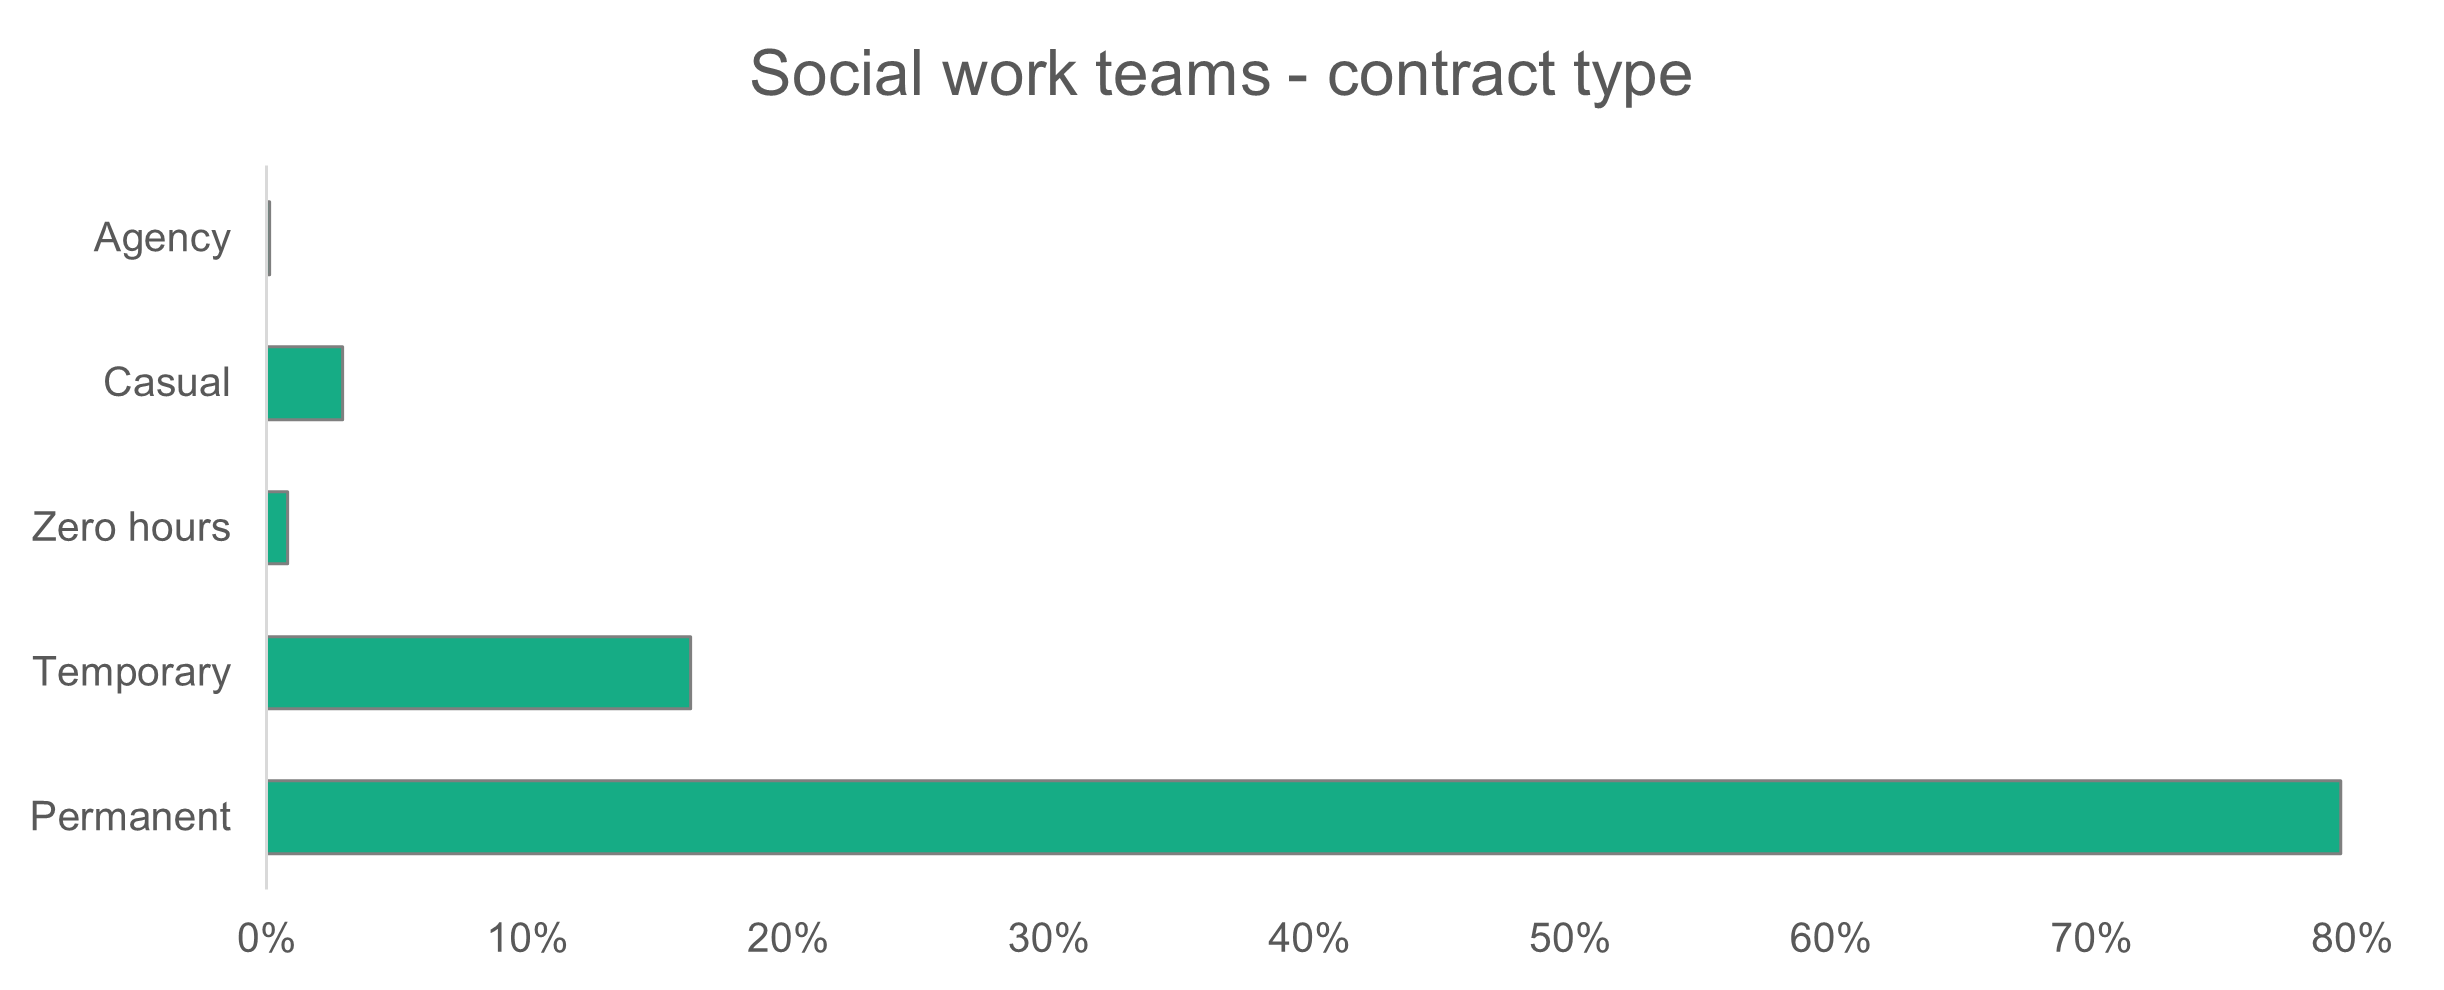 Social work teams - contract type
Agency
Casual
Zero hours
Temporary
Permanent
0% 10% 20% 30% 40% 50% 60% 70% 80%